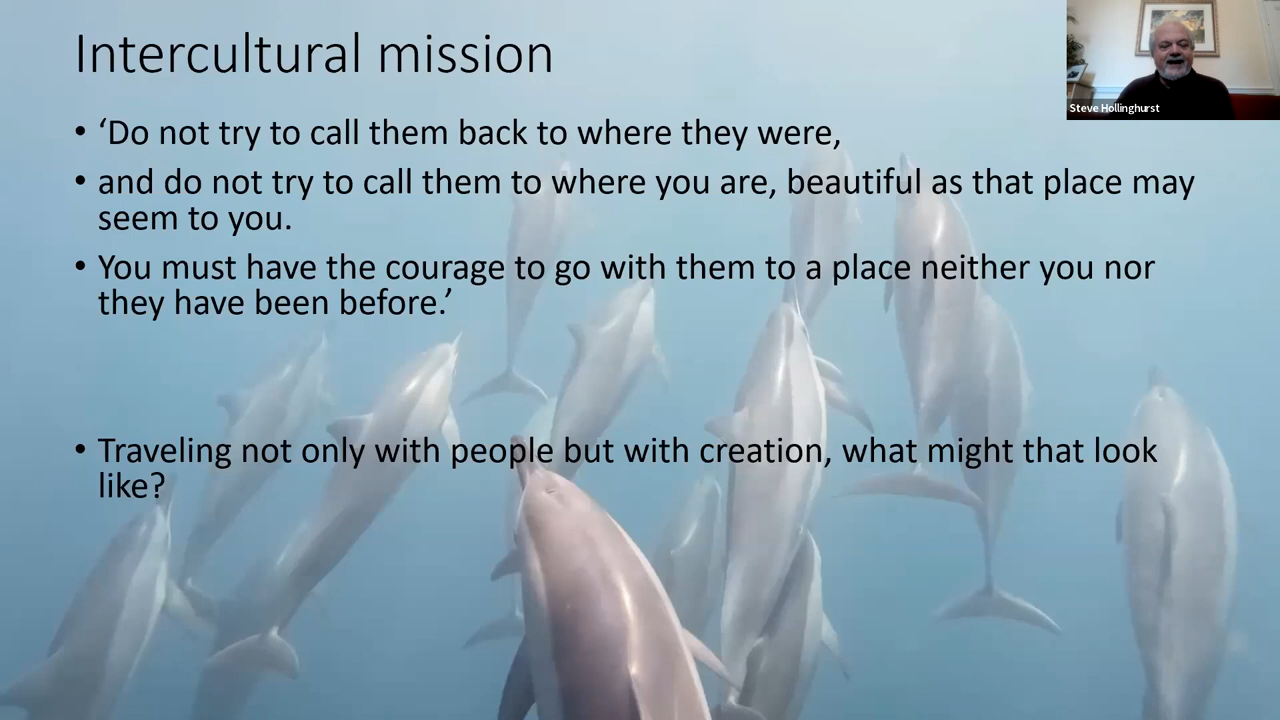 Intercultural mission
Steve Hollinghurst
• ‘Do not try to call them back to where they were,
• and do not try to call them to where you are, beautiful as that place may
seem to you.
• You must have the courage to go with them to a place neither you nor
they have been before.’
• Traveling not only with people but with creation, what might that look
like?